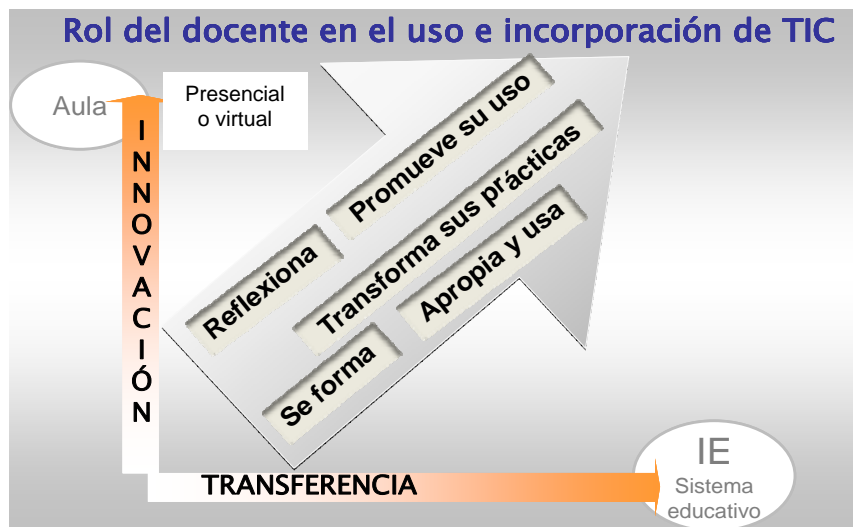 Rol del docente en el uso e incorporación de TIC
Aula
Presencial
o virtual
INNOVACIÓN
Promueve su uso
Reflexiona
Transforma sus prácticas
Apropia y usa
Se forma
TRANSFERENCIA
IE
Sistema
educativo